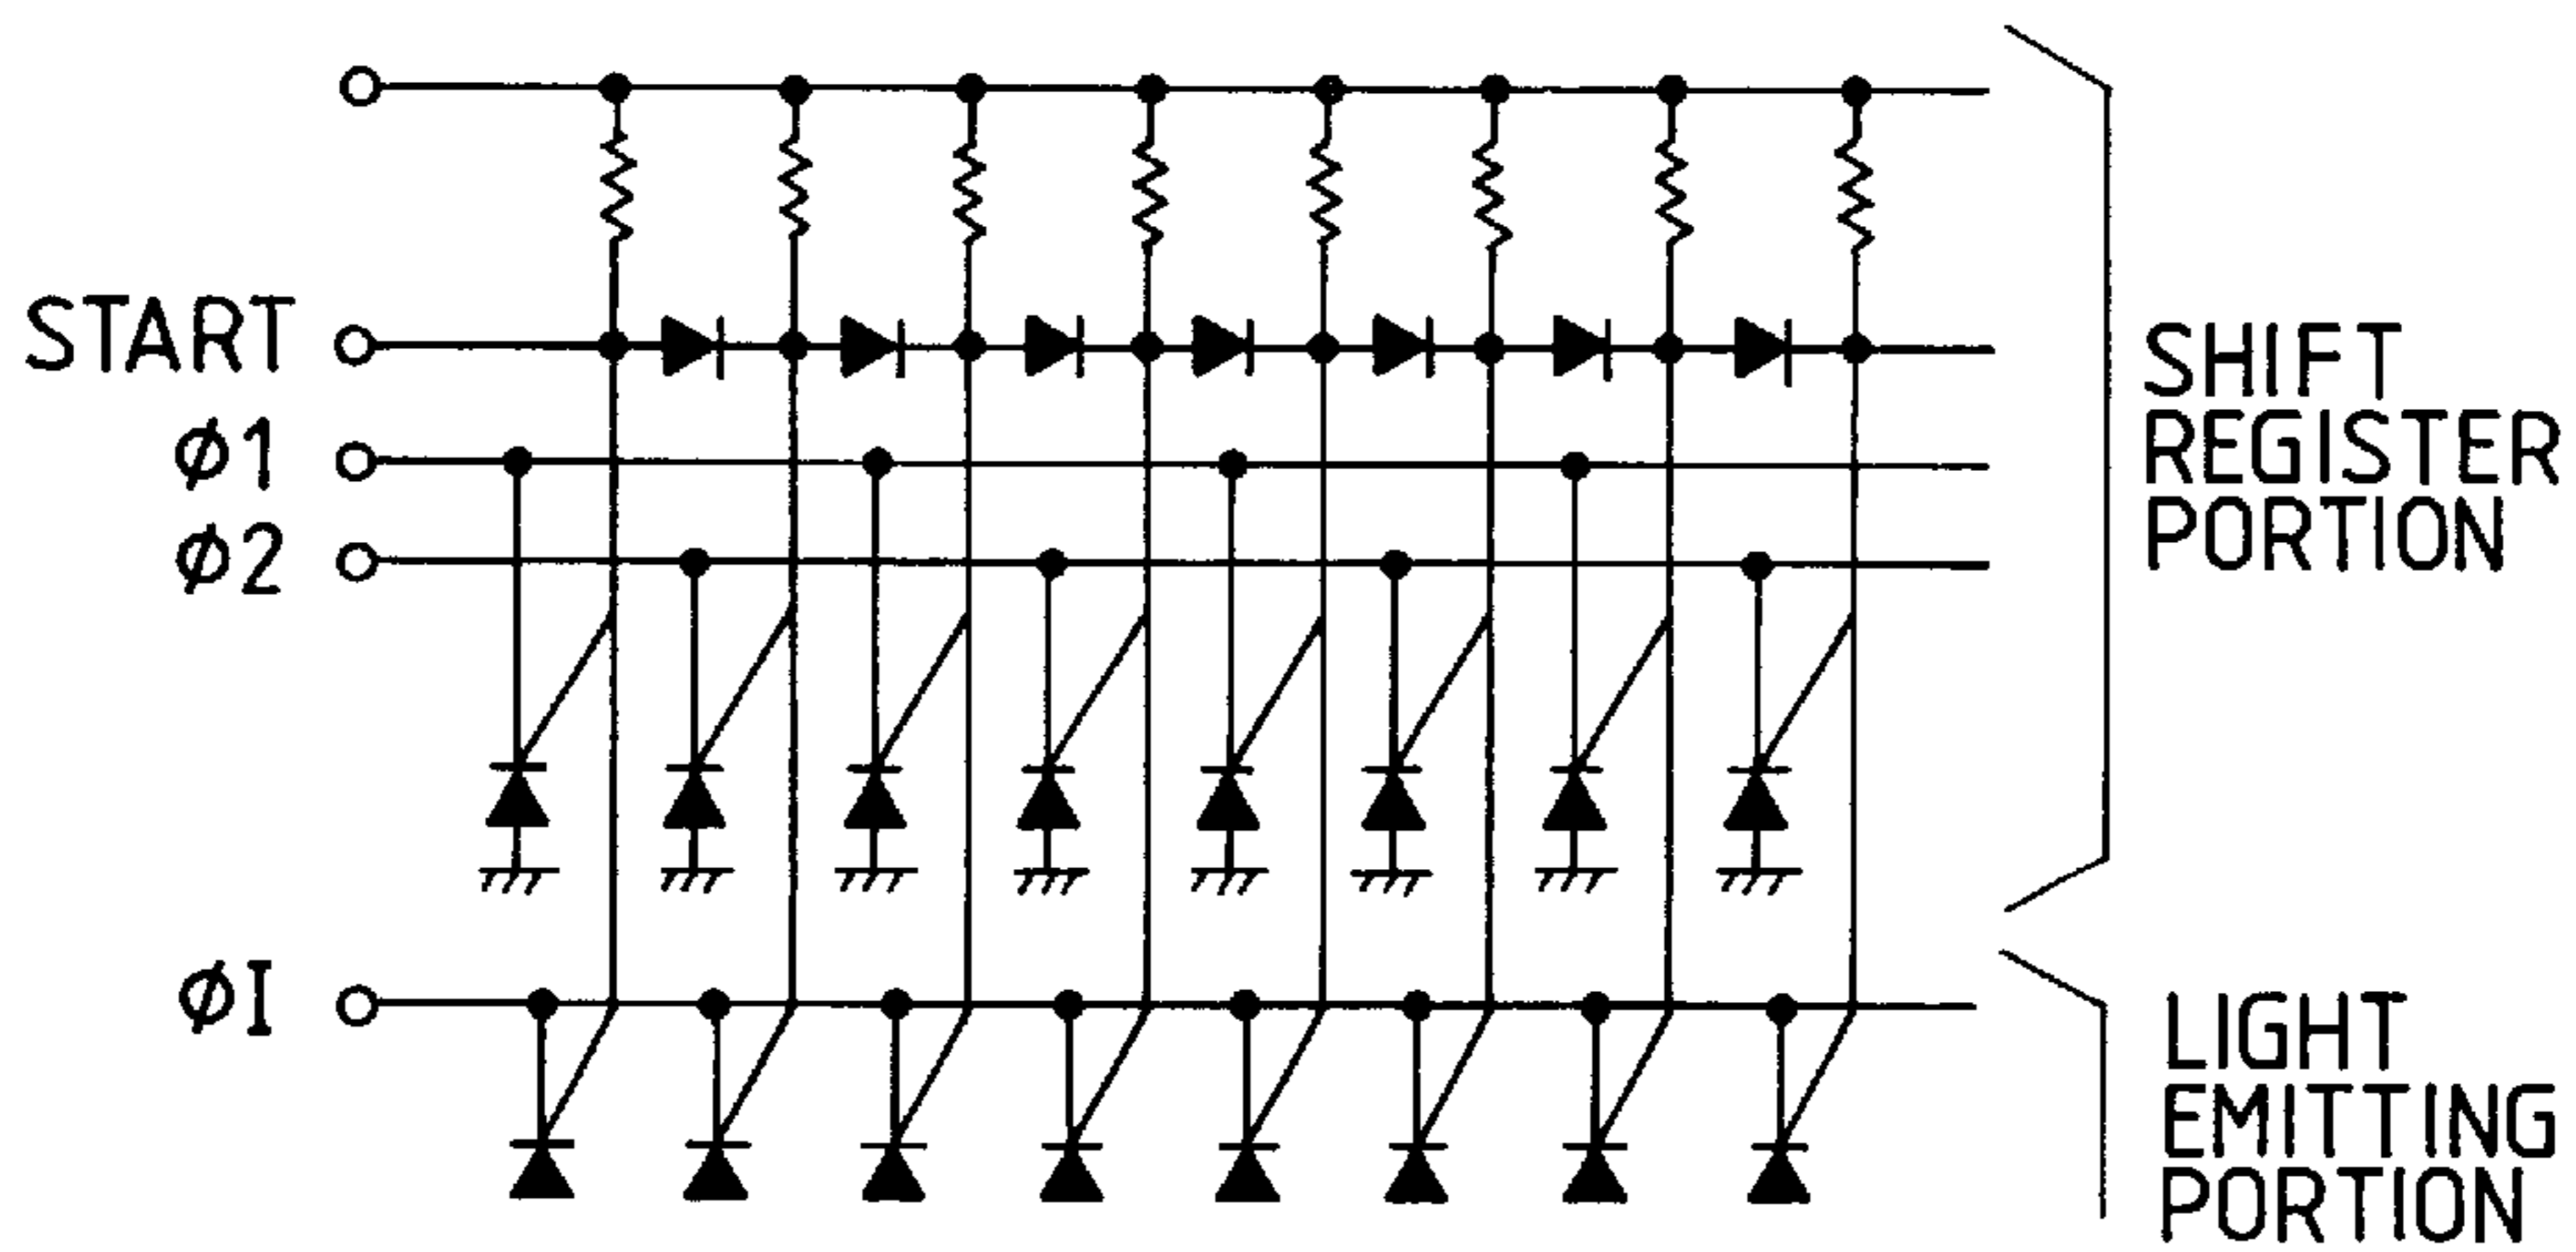 START
ϕ1
ϕ2
ϕI
SHIFT
REGISTER
PORTION
LIGHT
EMITTING
PORTION